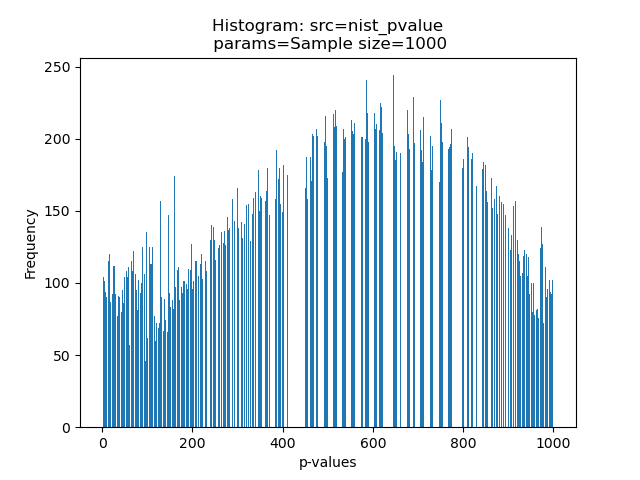 Histogram: src=nist_pvalue
params=Sample size=1000
250
200
150
100
50
0
Frequency
0 200 400 600 800 1000
p-values